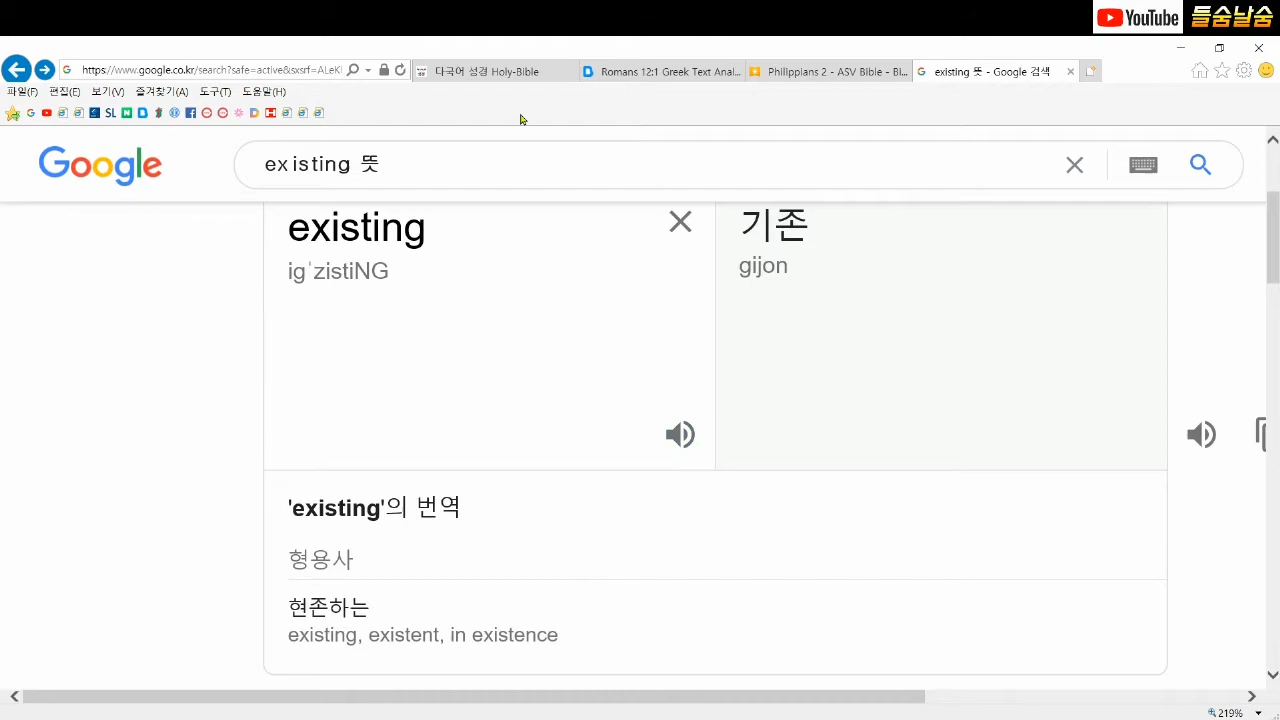 YouTube 들숨날숨
https://www.google.co.kr/search?safe=active&sxsrf=ALeKl
다국어 성경 Holy-Bible
Romans 12:1 Greek Text...
Philippians 2 - ASV Bible - Bi...
existing 뜻 - Google 검색
파일(F) 편집(E) 보기(V) 즐겨찾기(A) 도구(T) 도움말(H)
Google
existing 뜻
existing
igˈzistiNG
기존
gijon
'existing'의 번역
형용사
현존하는
existing, existent, in existence
219%